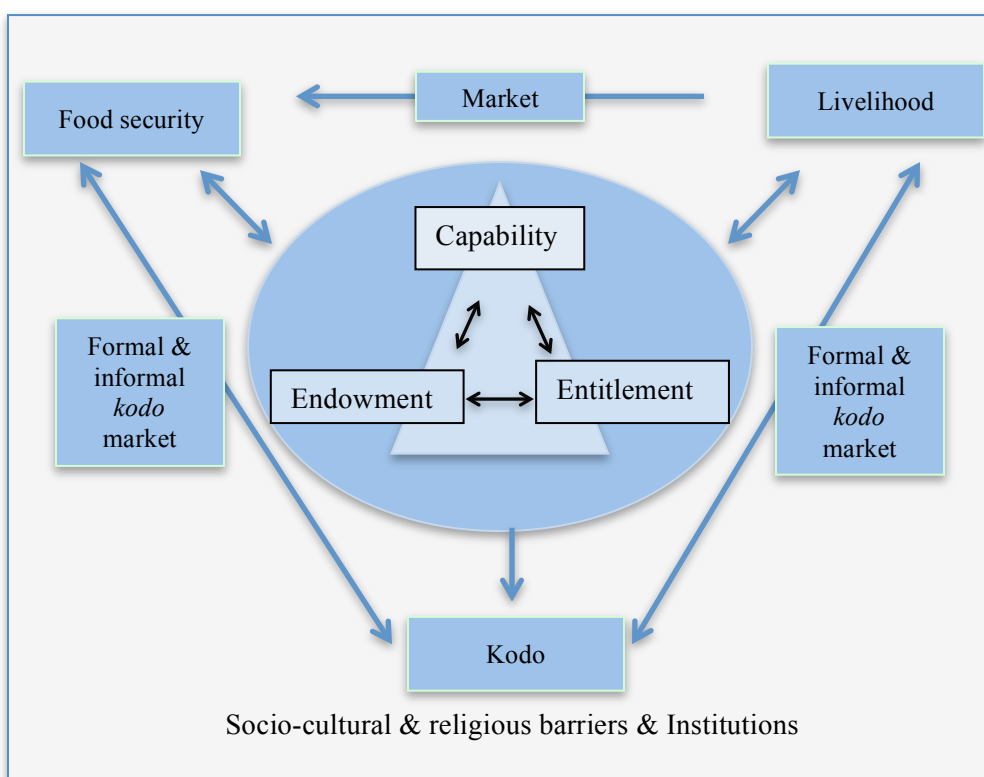 Market
Food security
Livelihood
Capability
Endowment
Entitlement
Formal &
informal
kodo
market
Formal &
informal
kodo
market
Kodo
Socio-cultural & religious barriers & Institutions